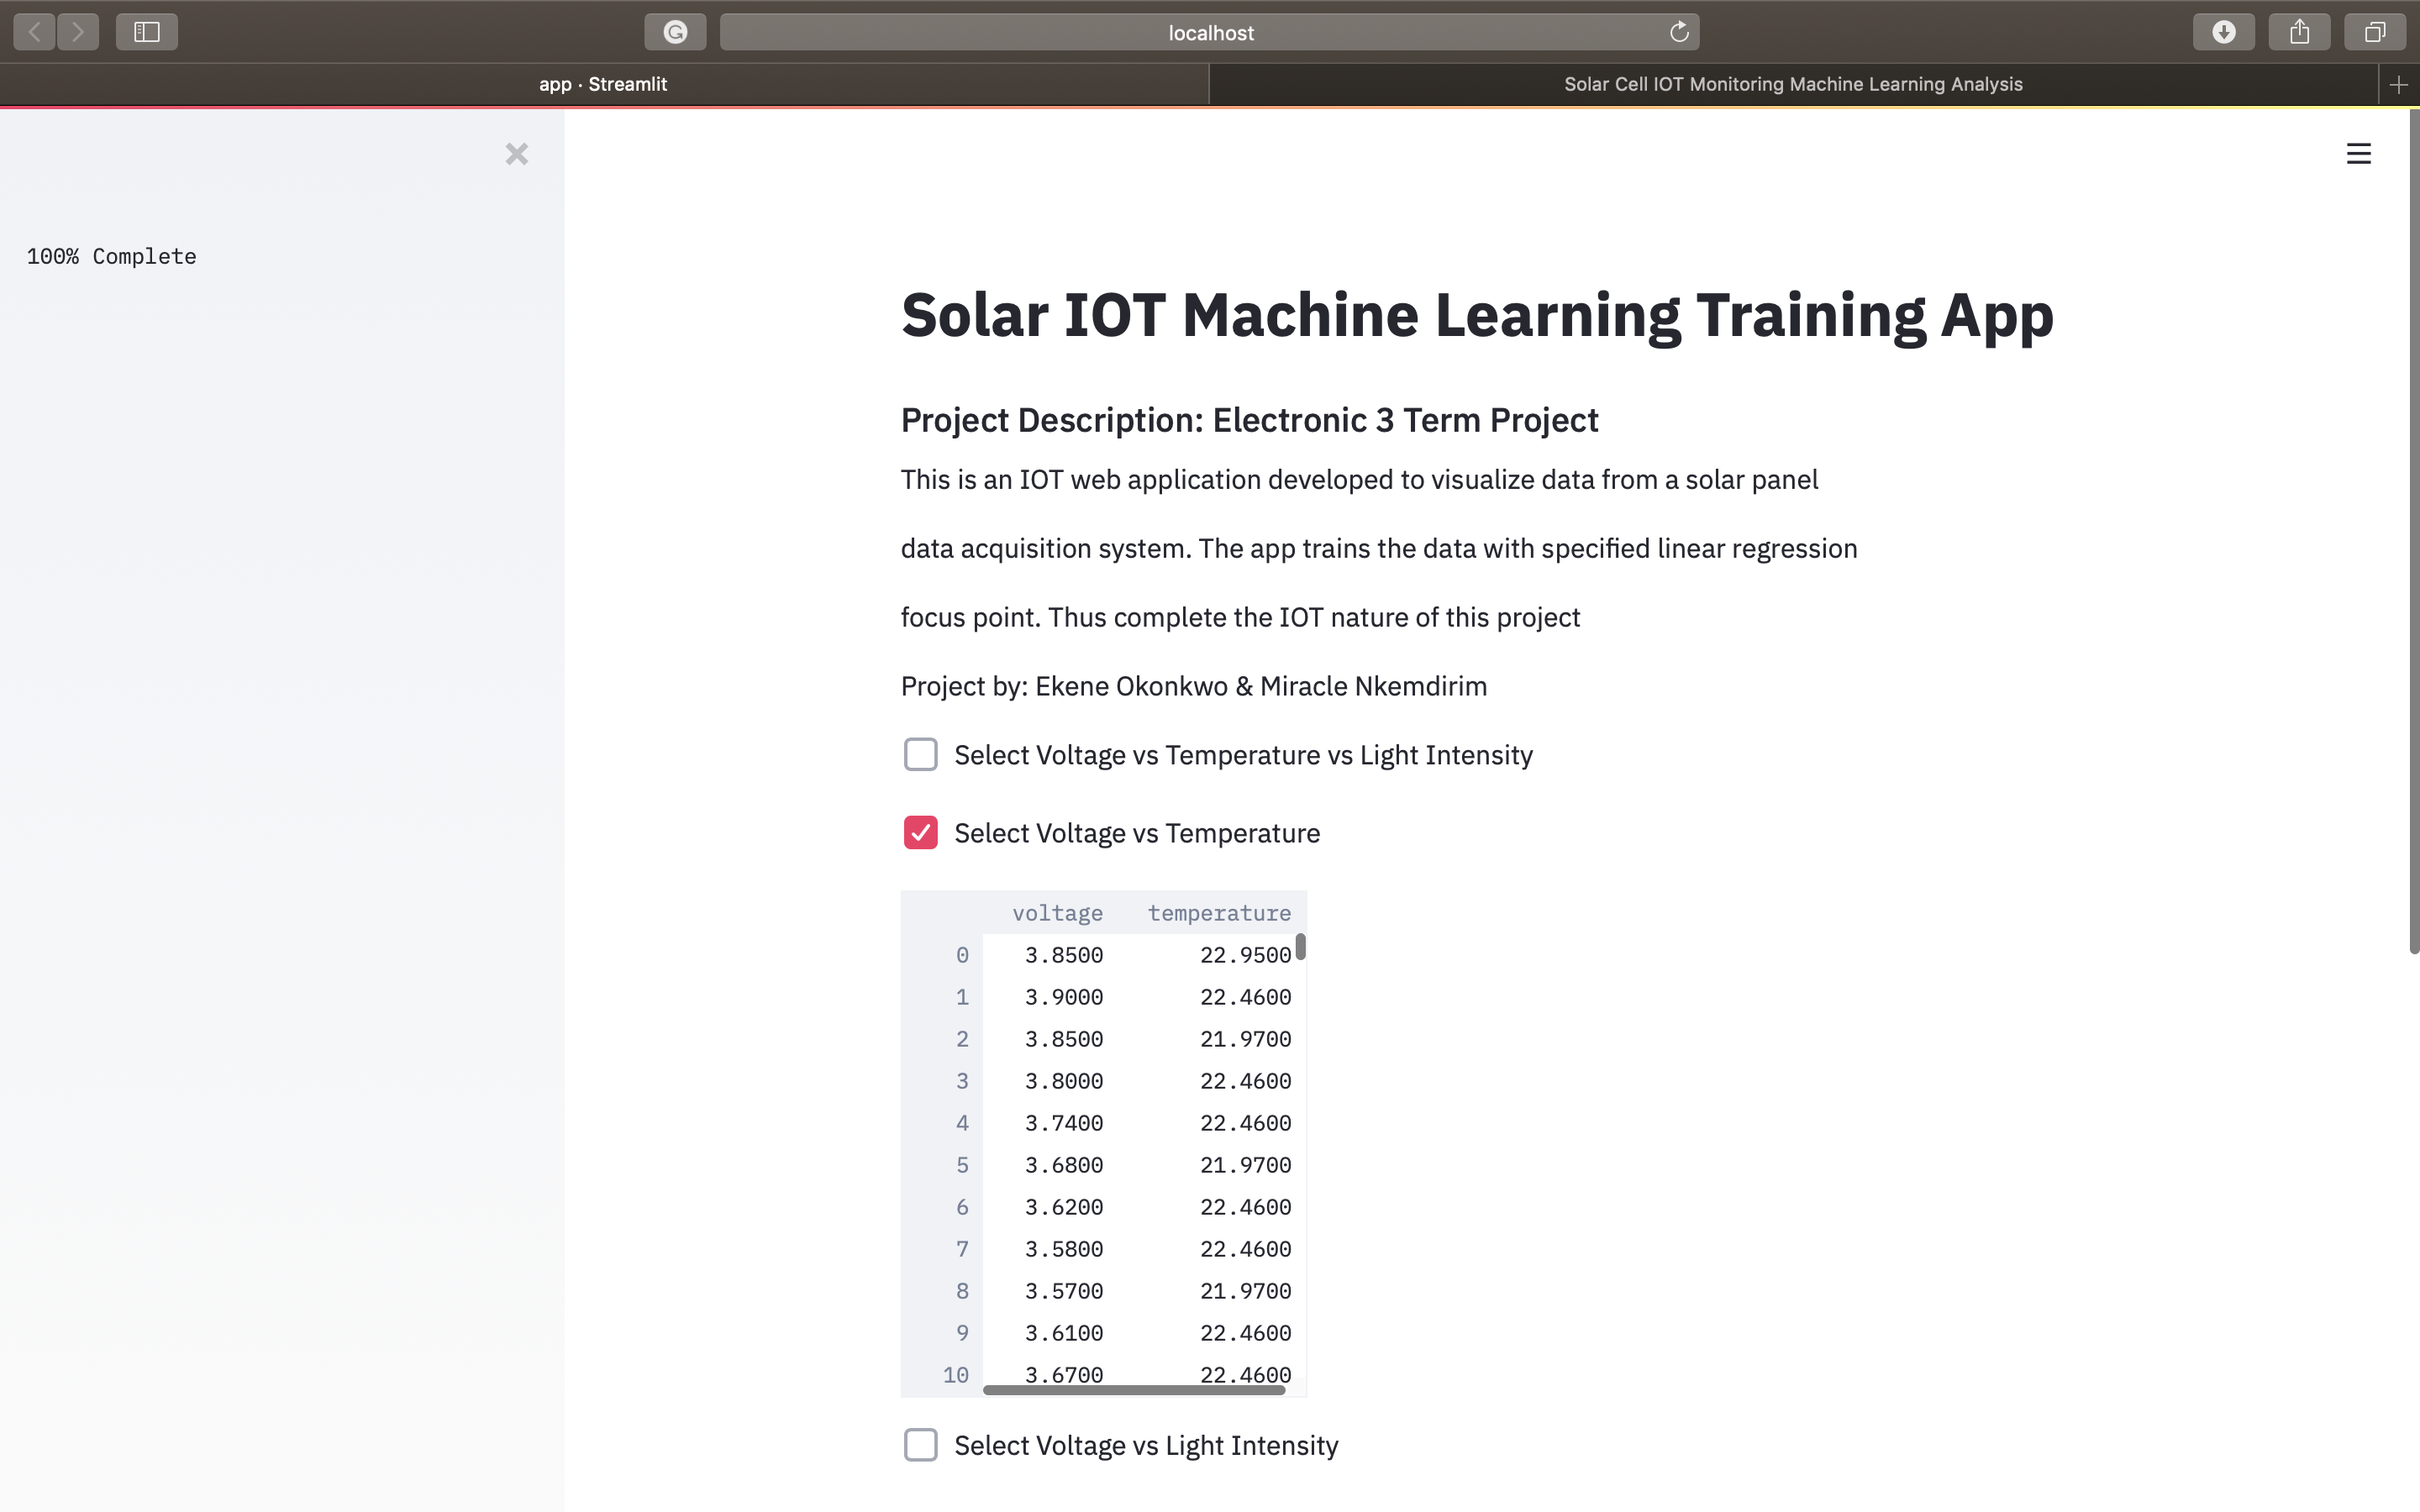 localhost
app · Streamlit
Solar Cell IOT Monitoring Machine Learning Analysis
100% Complete
Solar IOT Machine Learning Training App
Project Description: Electronic 3 Term Project
This is an IOT web application developed to visualize data from a solar panel
data acquisition system. The app trains the data with specified linear regression
focus point. Thus complete the IOT nature of this project
Project by: Ekene Okonkwo & Miracle Nkemdirim
Select Voltage vs Temperature vs Light Intensity
Select Voltage vs Temperature
voltage temperature
0 3.8500 22.9500
1 3.9000 22.4600
2 3.8500 21.9700
3 3.8000 22.4600
4 3.7400 22.4600
5 3.6800 21.9700
6 3.6200 22.4600
7 3.5800 22.4600
8 3.5700 21.9700
9 3.6100 22.4600
10 3.6700 22.4600
Select Voltage vs Light Intensity